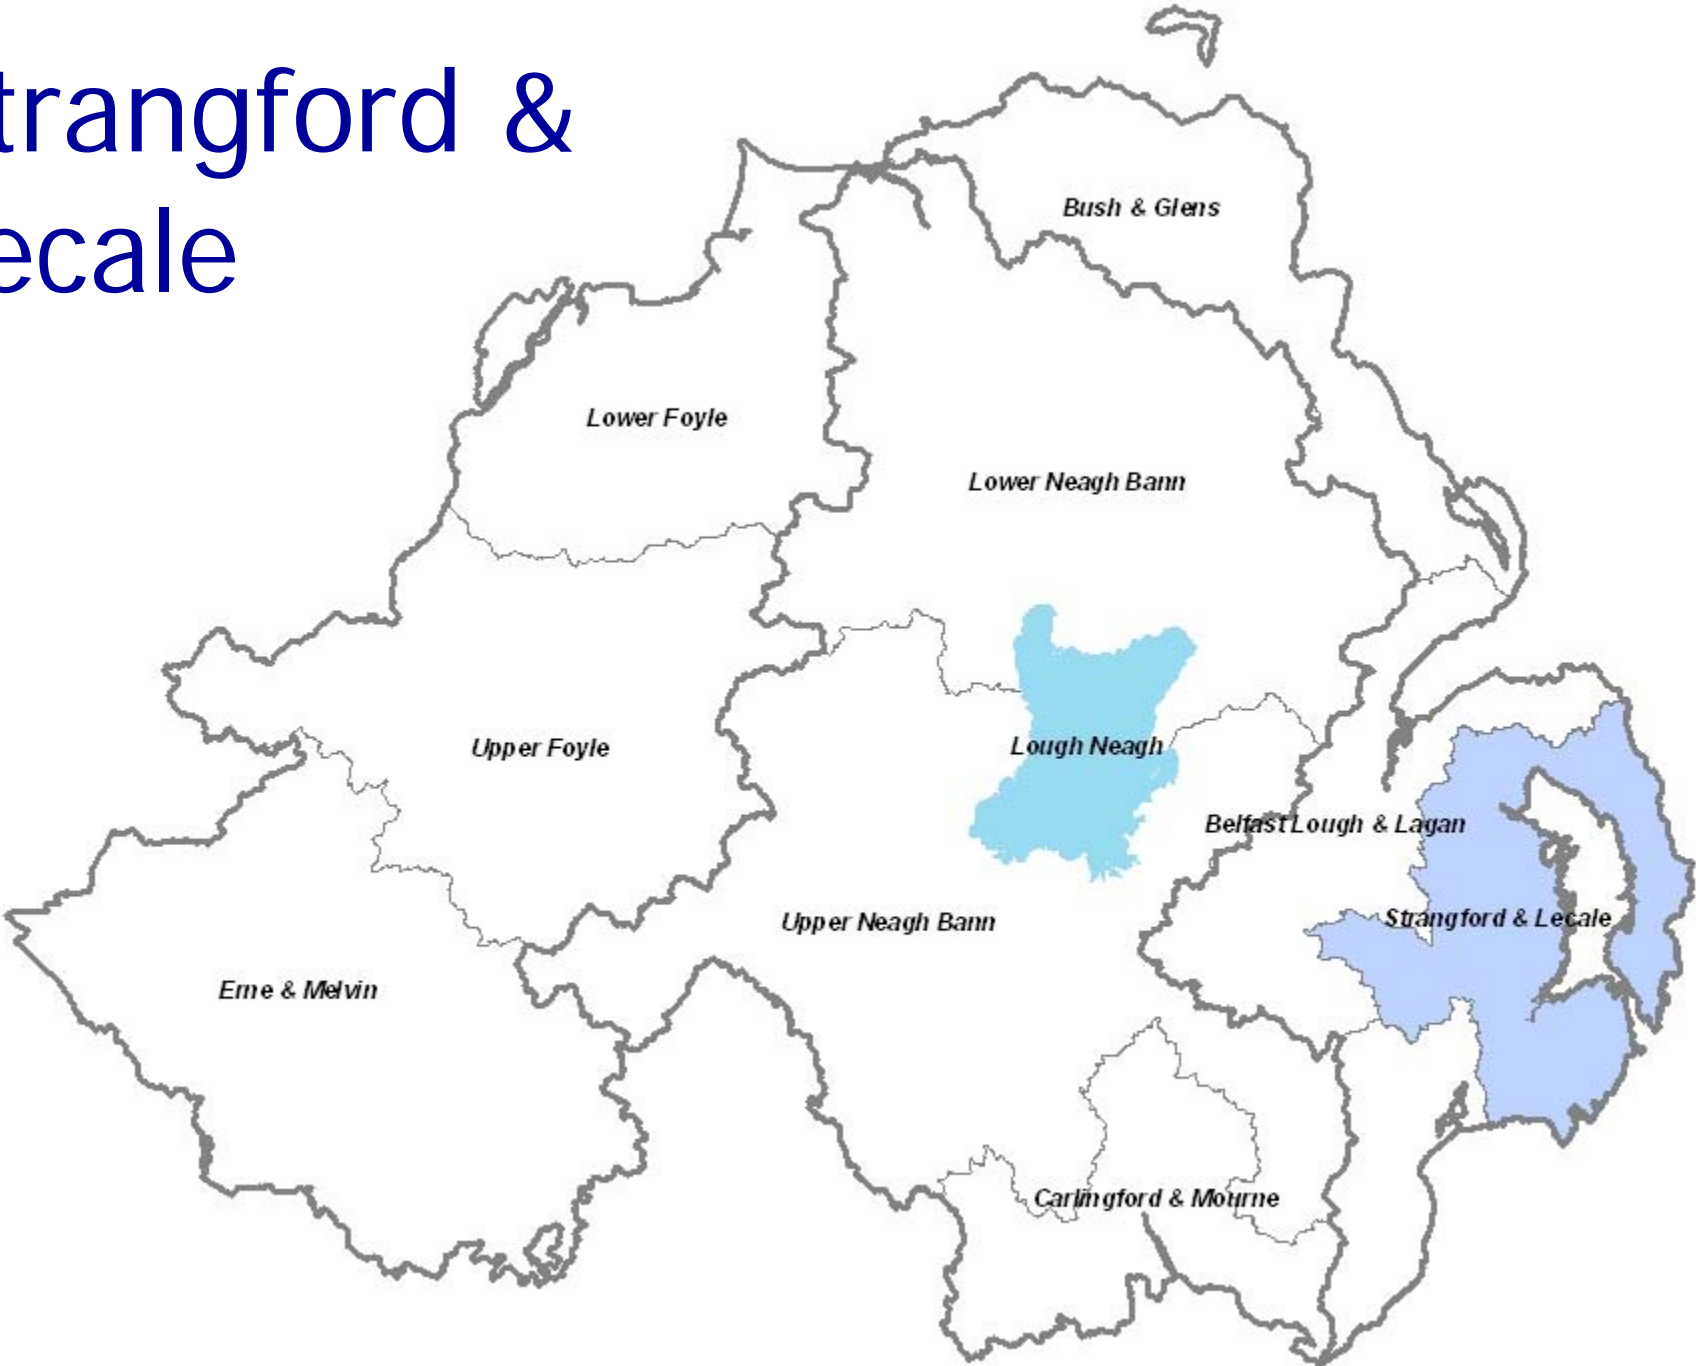 trangford &
ecale
Bush & Glens
Lower Foyle
Lower Neagh Bann
Upper Foyle
Lough Neagh
Belfast Lough & Lagan
Strangford & Lecale
Upper Neagh Bann
Erne & Melvin
Carlingford & Mourne